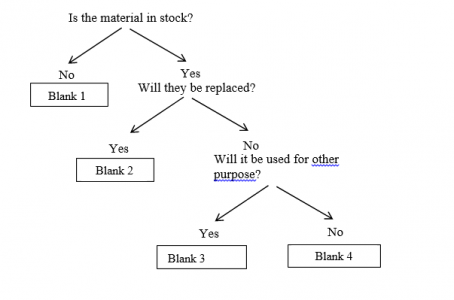 Is the material in stock?
No
Yes
Blank 1
Will they be replaced?
Yes
No
Blank 2
Will it be used for other
purpose?
Yes
No
Blank 3
Blank 4